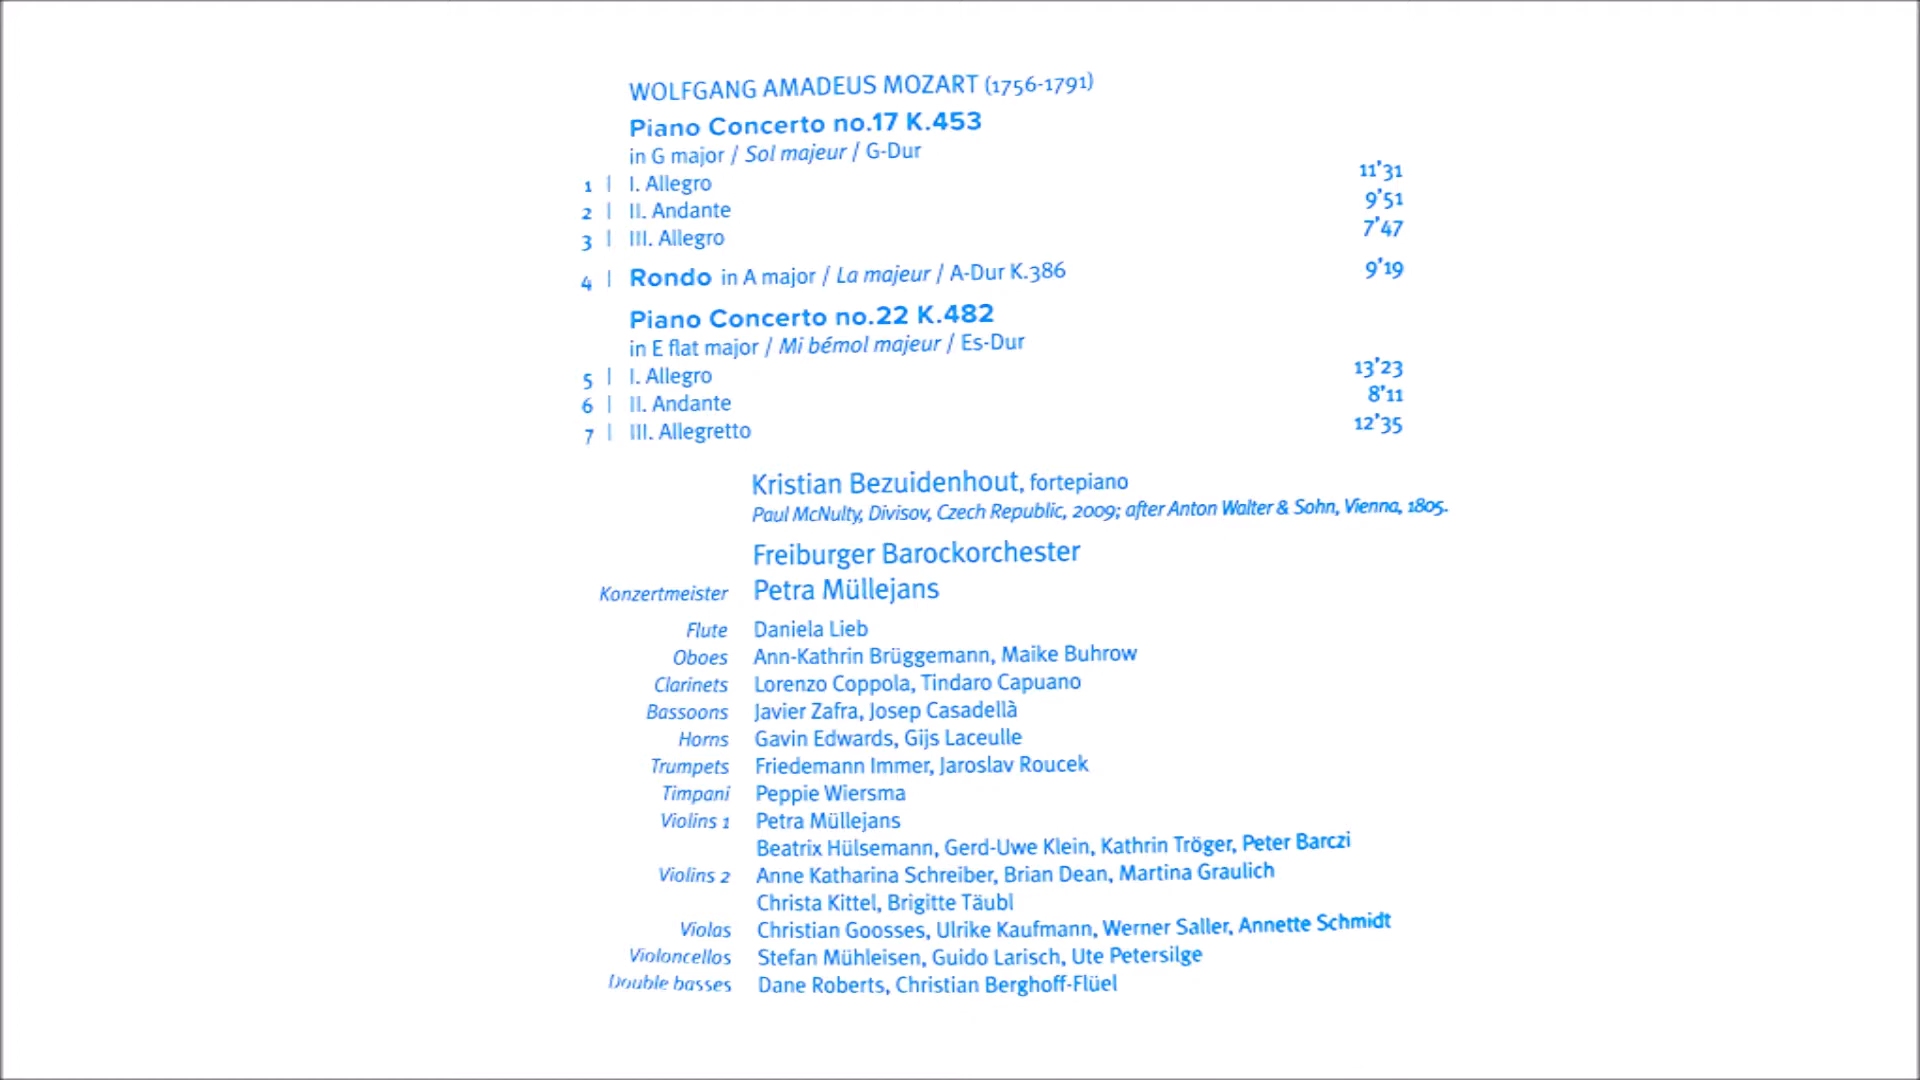 WOLFGANG AMADEUS MOZART (1756-1791)
Piano Concerto no.17 K.453
in G major / Sol majeur / G-Dur
1 | I. Allegro 11'31
2 | II. Andante 9'51
3 | III. Allegro 7'47
4 | Rondo in A major / La majeur / A-Dur K.386 9'19
Piano Concerto no.22 K.482
in E flat major / Mi bémol majeur / Es-Dur
5 | I. Allegro 13'23
6 | II. Andante 8'11
7 | III. Allegretto 12'35
Kristian Bezuidenhout, fortepiano
Paul McNulty, Divisov, Czech Republic, 2009; after Anton Walter & Sohn, Vienna, 1805.
Freiburger Barockorchester
Konzertmeister Petra Müllejans
Flute Daniela Lieb
Oboes Ann-Kathrin Brüggemann, Maike Buhrow
Clarinets Lorenzo Coppola, Tindaro Capuano
Bassoons Javier Zafra, Josep Casadellà
Horns Gavin Edwards, Gijs Laceulle
Trumpets Friedemann Immer, Jaroslav Roucek
Timpani Peppie Wiersma
Violins 1 Petra Müllejans
Beatrix Hülsemann, Gerd-Uwe Klein, Kathrin Tröger, Peter Barczi
Violins 2 Anne Katharina Schreiber, Brian Dean, Martina Graulich
Christa Kittel, Brigitte Täubl
Violas Christian Goosses, Ulrike Kaufmann, Werner Saller, Annette Schmidt
Violoncellos Stefan Mühleisen, Guido Larisch, Ute Petersilge
Double basses Dane Roberts, Christian Berghoff-Flüel